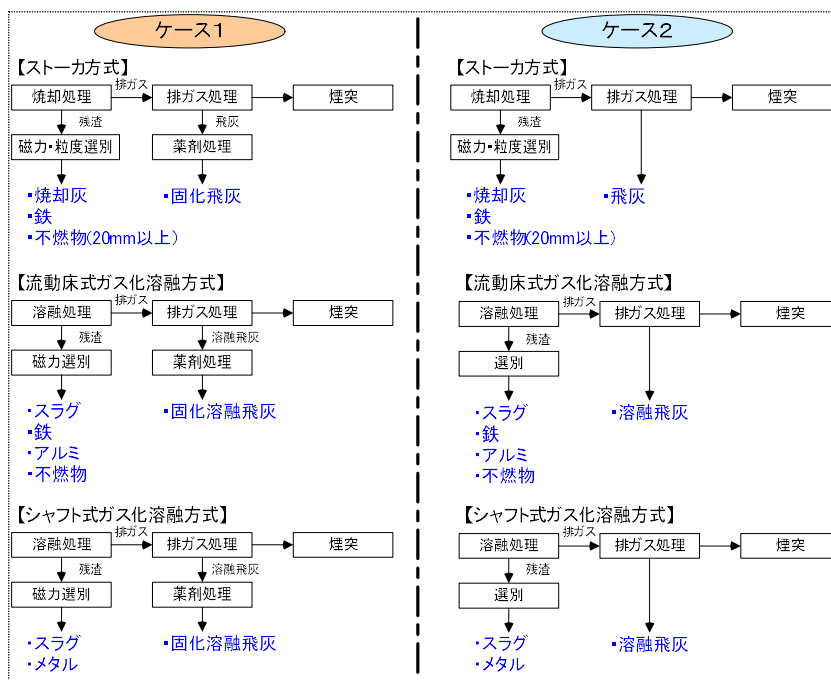 ケース1
【ストーカ方式】
焼却処理
排ガス
排ガス処理
煙突
残渣
飛灰
磁力・粒度選別
薬剤処理
・焼却灰
・鉄
・不燃物(20mm以上)
・固化飛灰
【流動床式ガス化溶融方式】
溶融処理
排ガス
排ガス処理
煙突
残渣
溶融飛灰
磁力選別
薬剤処理
・スラグ
・鉄
・アルミ
・不燃物
・固化溶融飛灰
【シャフト式ガス化溶融方式】
溶融処理
排ガス
排ガス処理
煙突
残渣
溶融飛灰
磁力選別
薬剤処理
・スラグ
・メタル
・固化溶融飛灰
ケース2
【ストーカ方式】
焼却処理
排ガス
排ガス処理
煙突
残渣
磁力・粒度選別
・焼却灰
・鉄
・不燃物(20mm以上)
・飛灰
【流動床式ガス化溶融方式】
溶融処理
排ガス
排ガス処理
煙突
残渣
選別
・スラグ
・鉄
・アルミ
・不燃物
・溶融飛灰
【シャフト式ガス化溶融方式】
溶融処理
排ガス
排ガス処理
煙突
残渣
選別
・スラグ
・メタル
・溶融飛灰